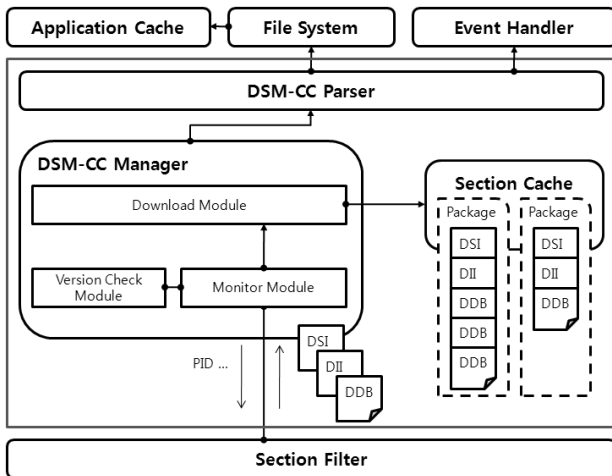 Application Cache
File System
Event Handler
DSM-CC Parser
DSM-CC Manager
Download Module
Version Check
Module
Monitor Module
Section Cache
Package
DSI
DII
DDB
DDB
DDB
Package
DSI
DII
DDB
PID ...
DSI
DII
DDB
Section Filter